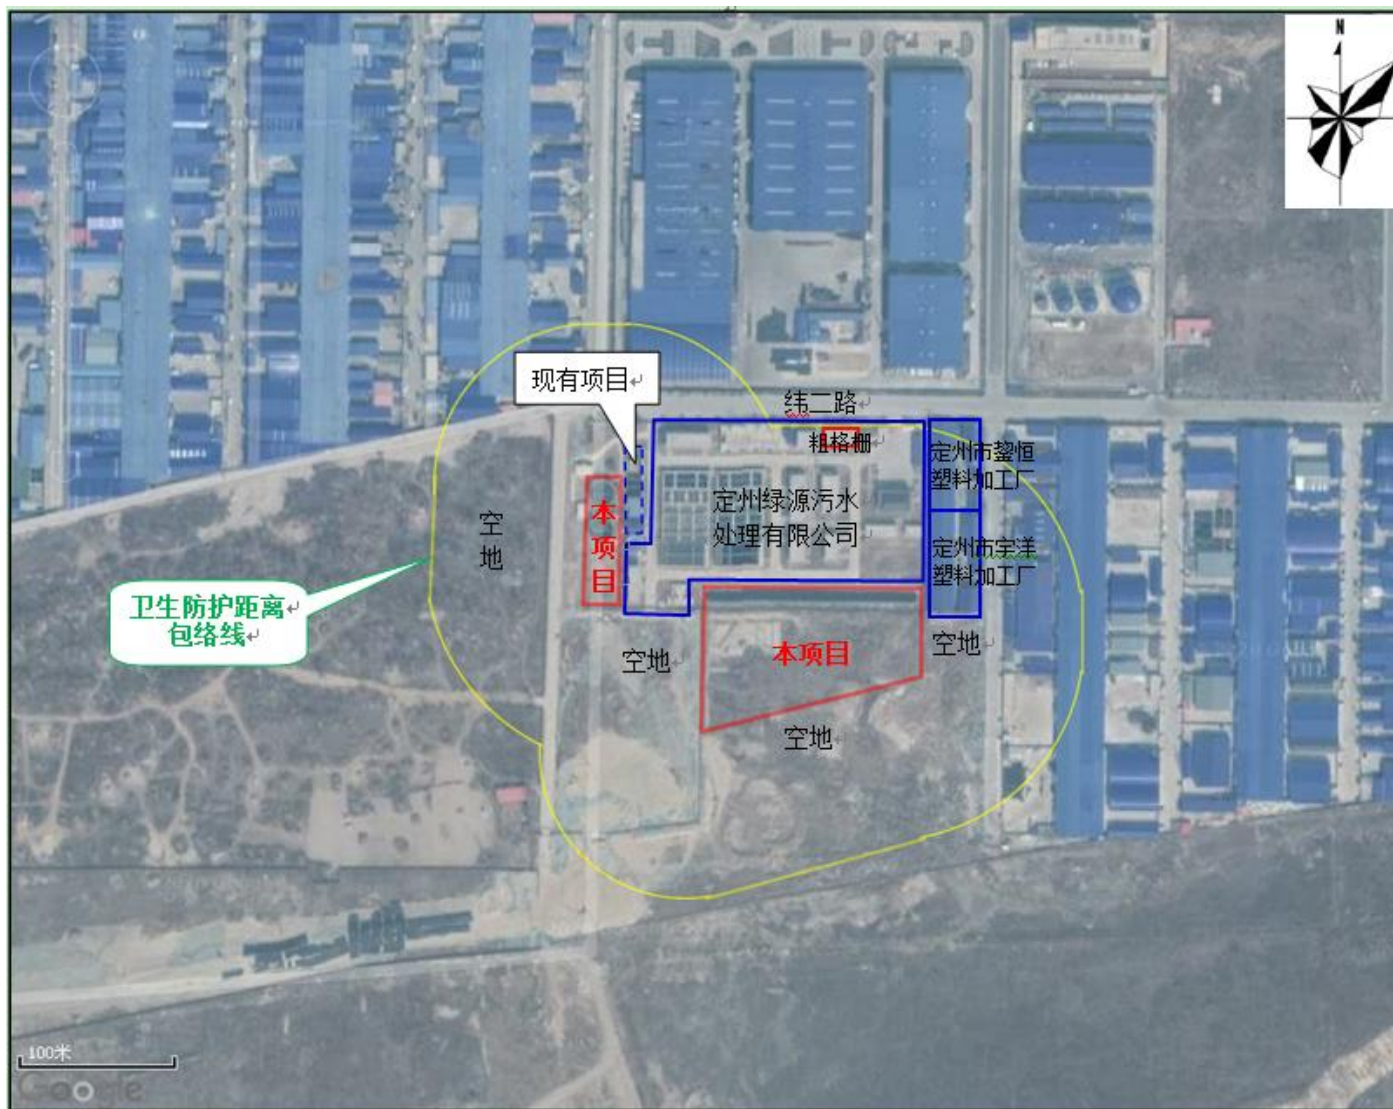 N
现有项目
纬二路
粗格栅
定州市鋆恒
塑料加工厂
空地
本项目
定州绿源污水
处理有限公司
定州市宇洋
塑料加工厂
卫生防护距离
包络线
空地
本项目
空地
空地
100米
Google